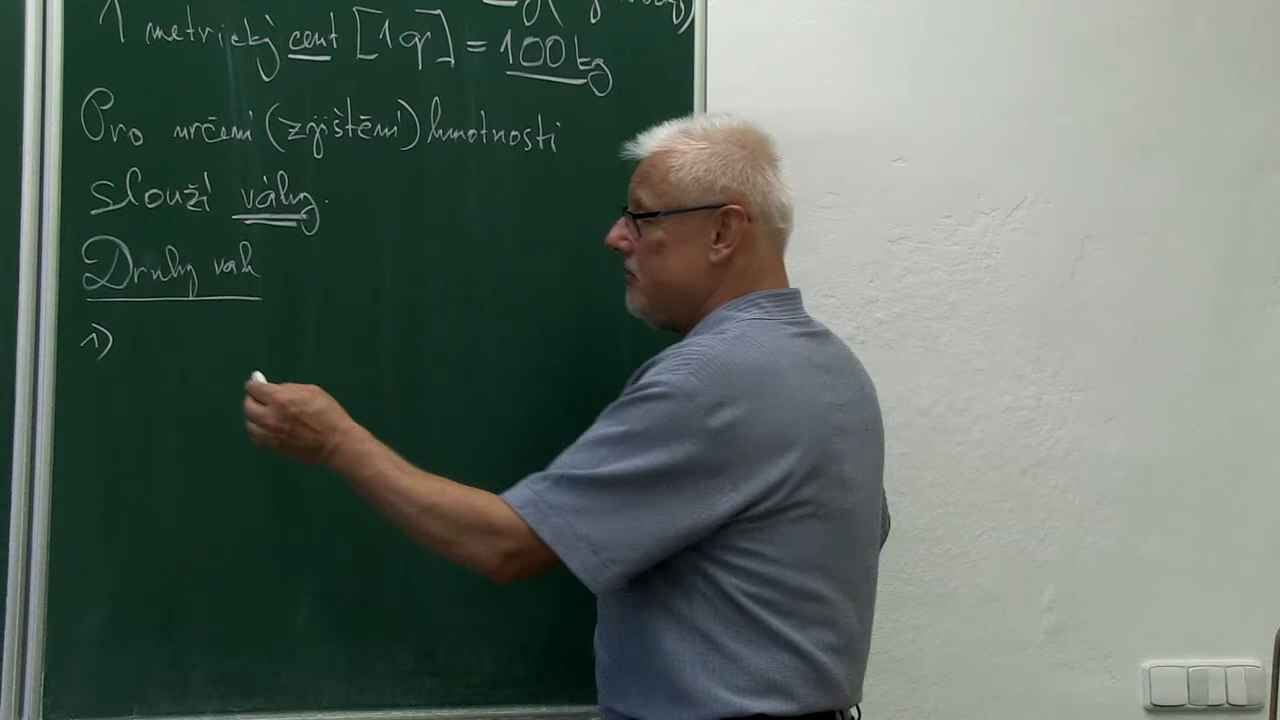 1 metrický cent [1q] = 100 kg
Pro určení (zjištění) hmotnosti
slouží váhy.
Druhy vah
1)